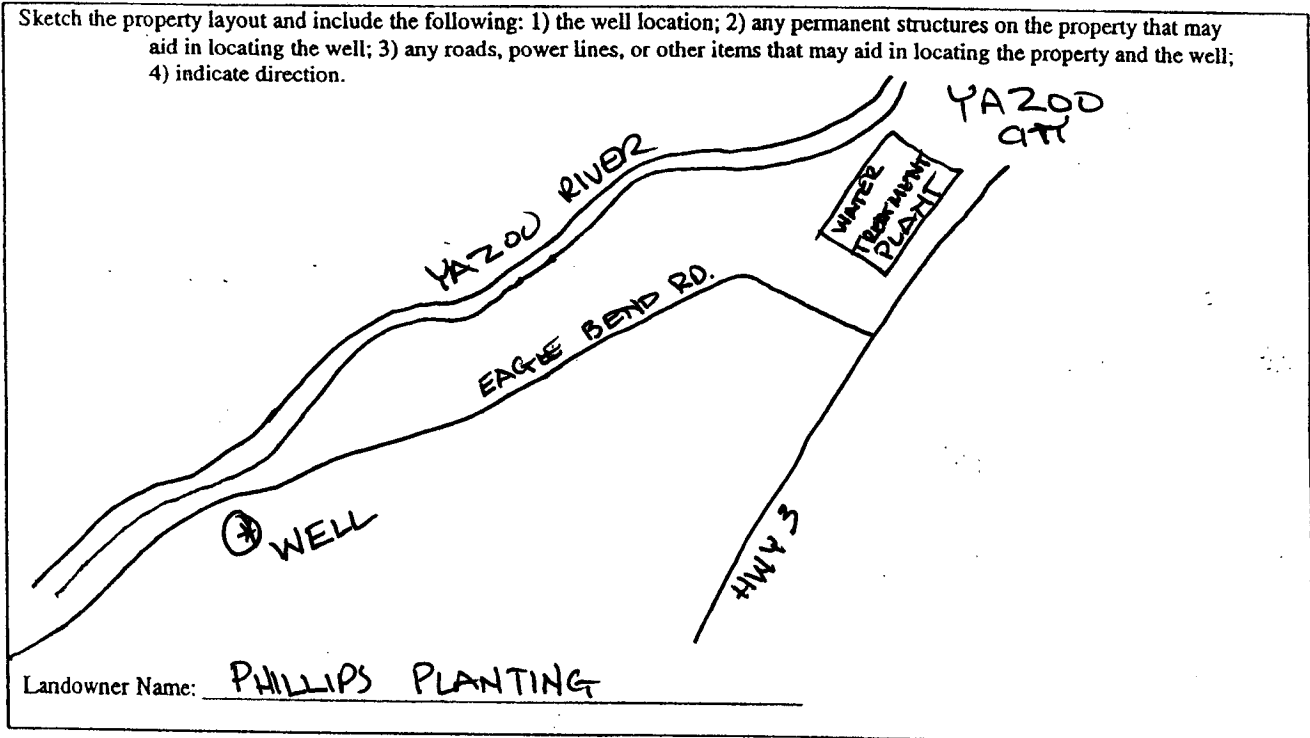 Sketch the property layout and include the following: 1) the well location; 2) any permanent structures on the property that may
aid in locating the well; 3) any roads, power lines, or other items that may aid in locating the property and the well;
4) indicate direction.
YAZOO
CITY
WATER
TREATMENT
PLANT
YAZOO RIVER
EAGLE BEND RD.
WELL
HWY 3
Landowner Name: PHILLIPS PLANTING